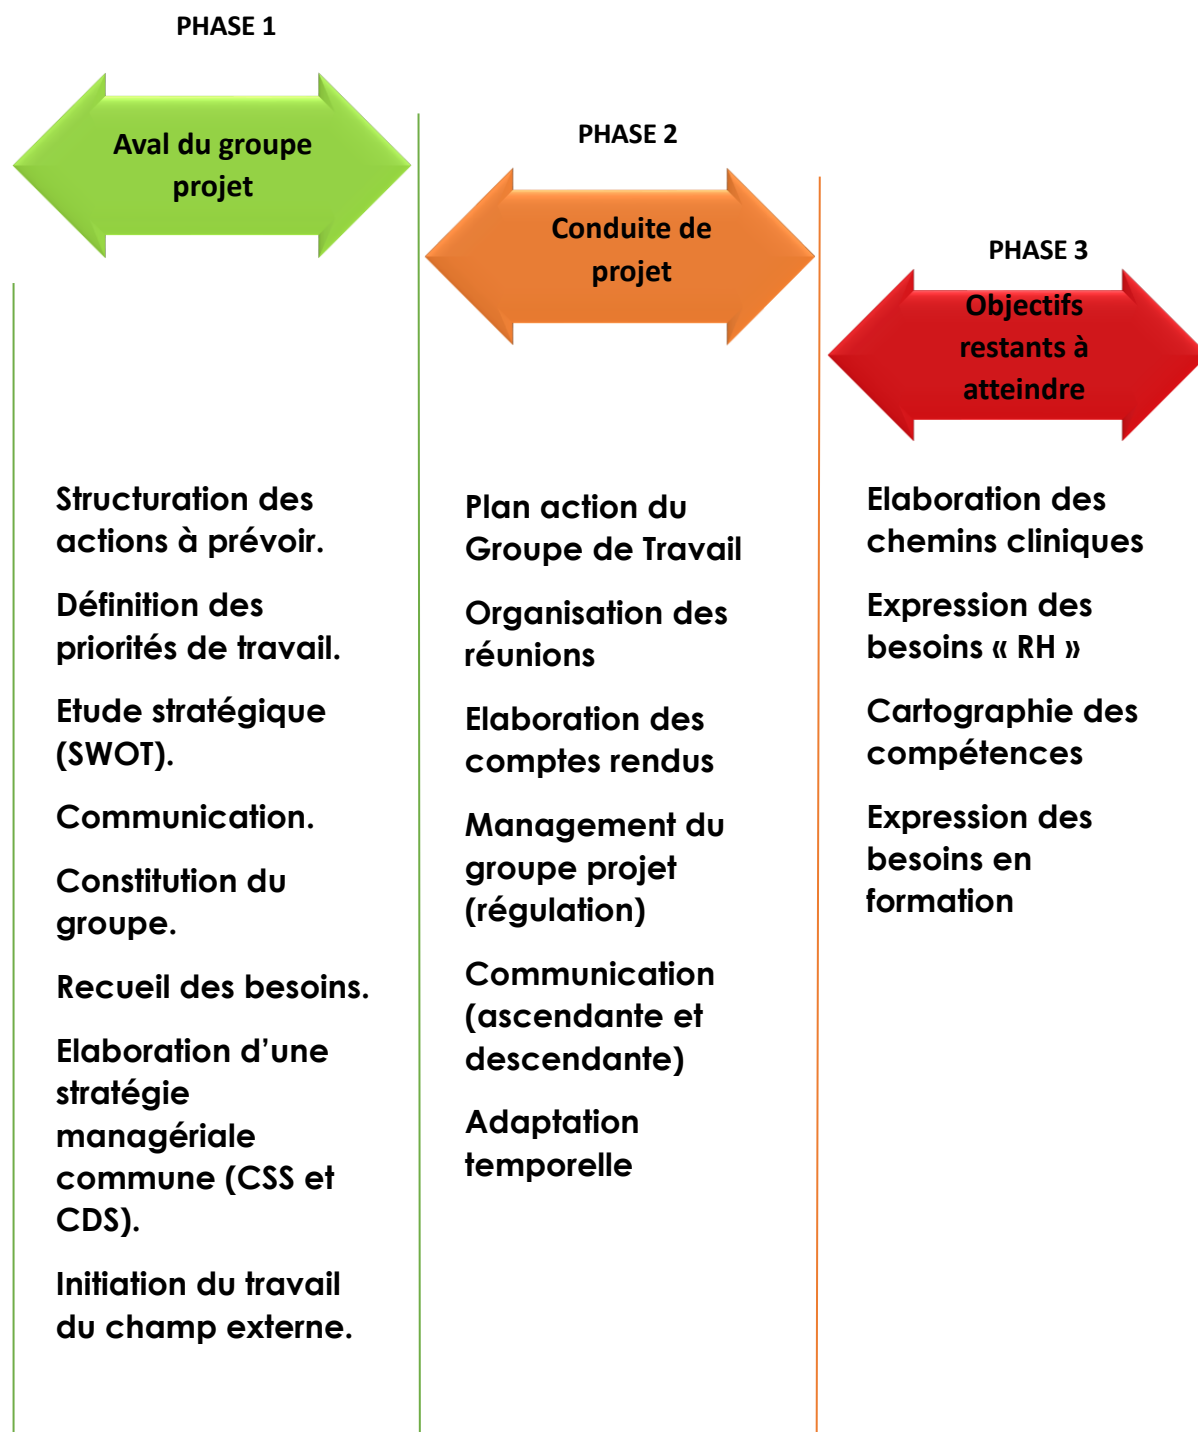 PHASE 1
Aval du groupe
projet
Structuration des
actions à prévoir.
Définition des
priorités de travail.
Etude stratégique
(SWOT).
Communication.
Constitution du
groupe.
Recueil des besoins.
Elaboration d’une
stratégie
managériale
commune (CSS et
CDS).
Initiation du travail
du champ externe.
PHASE 2
Conduite de
projet
Plan action du
Groupe de Travail
Organisation des
réunions
Elaboration des
comptes rendus
Management du
groupe projet
(régulation)
Communication
(ascendante et
descendante)
Adaptation
temporelle
PHASE 3
Objectifs
restants à
atteindre
Elaboration des
chemins cliniques
Expression des
besoins « RH »
Cartographie des
compétences
Expression des
besoins en
formation